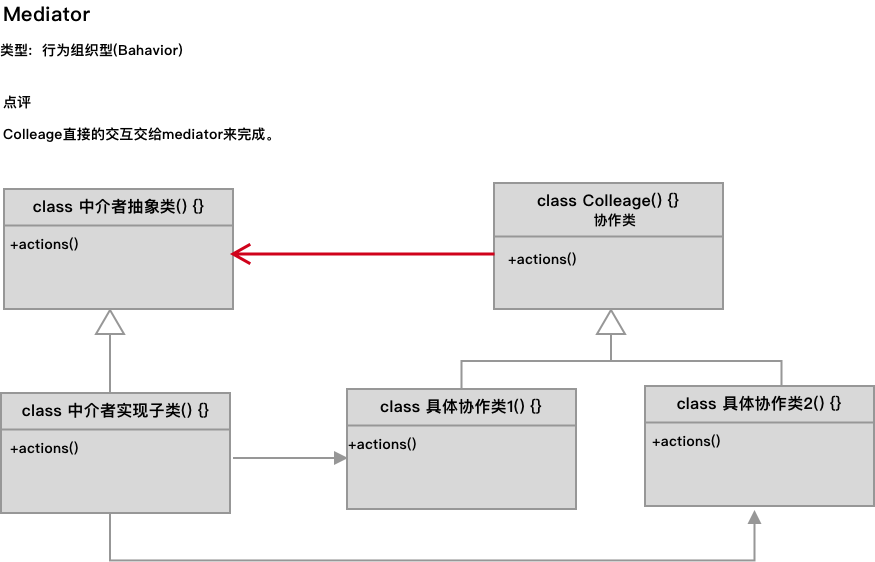 Mediator
类型: 行为组织型(Bahavior)
点评
Colleage直接的交互交给mediator来完成。
class 中介者抽象类() {}
+actions()
class Colleage() {}
协作类
+actions()
class 中介者实现子类() {}
+actions()
class 具体协作类1() {}
+actions()
class 具体协作类2() {}
+actions()